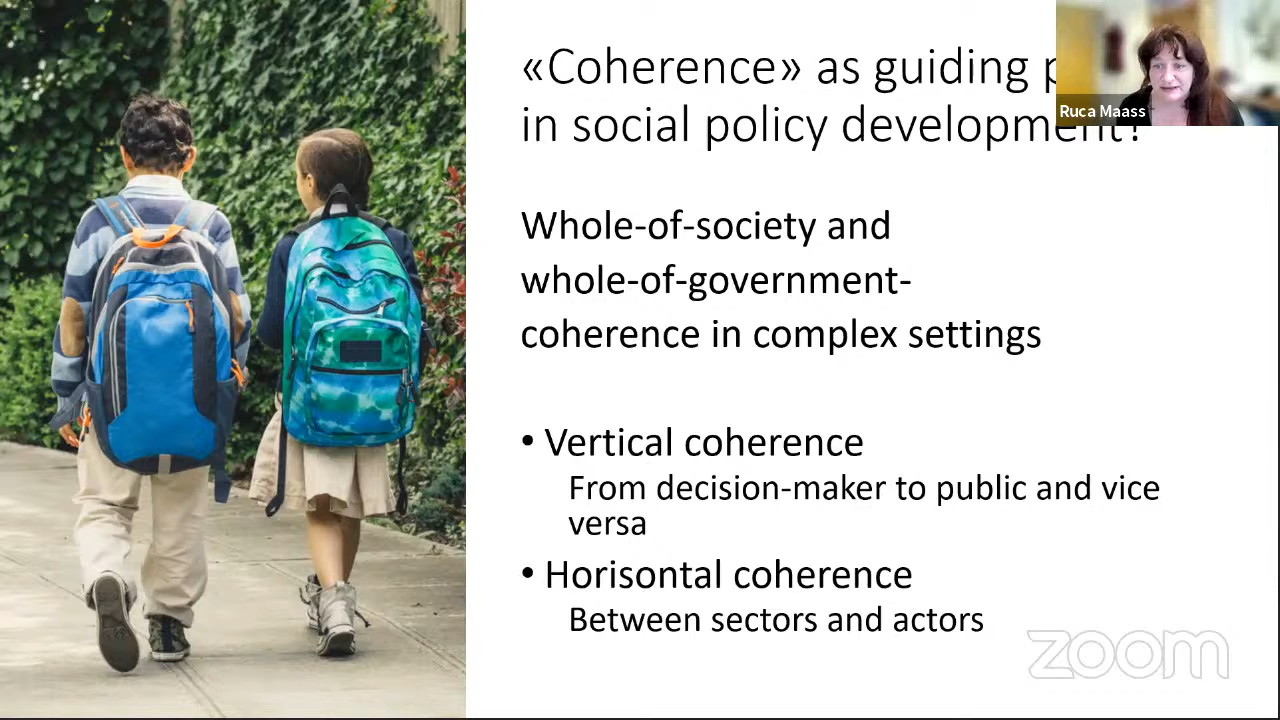 «Coherence» as guiding
in social policy development?
Ruca Maass
Whole-of-society and
whole-of-government-
coherence in complex settings
• Vertical coherence
From decision-maker to public and vice
versa
• Horisontal coherence
Between sectors and actors
zoom